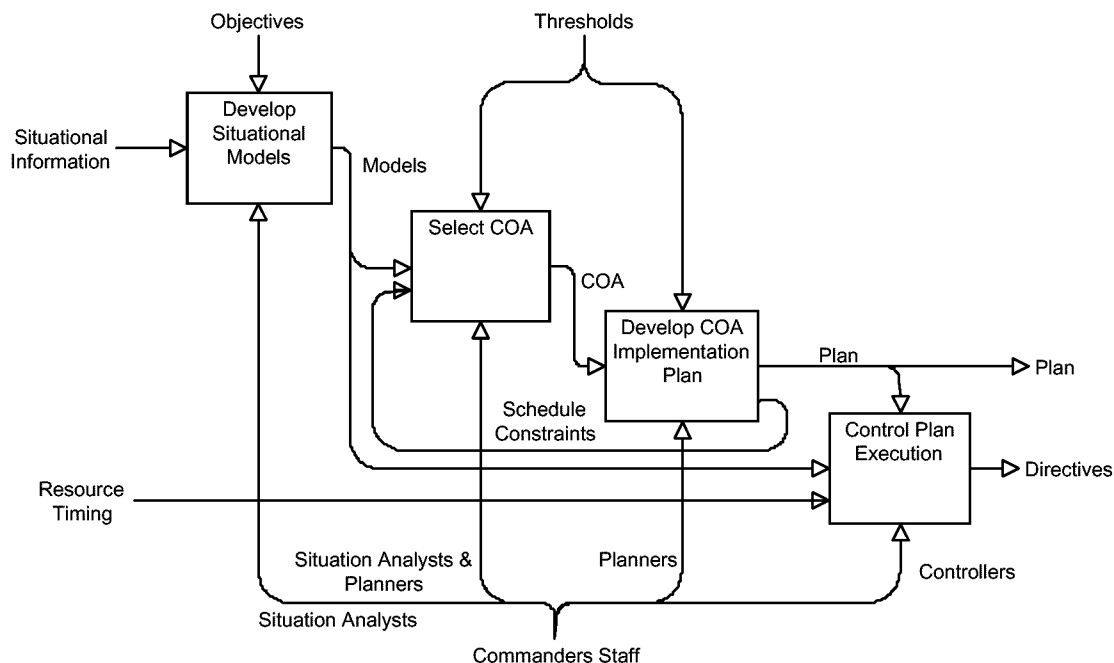 Objectives
Thresholds
Develop
Situational
Models
Situational
Information
Models
Select COA
COA
Develop COA
Implementation
Plan
Plan
Plan
Schedule
Constraints
Control Plan
Execution
Directives
Resource
Timing
Situation Analysts &
Planners
Planners
Controllers
Situation Analysts
Commanders Staff